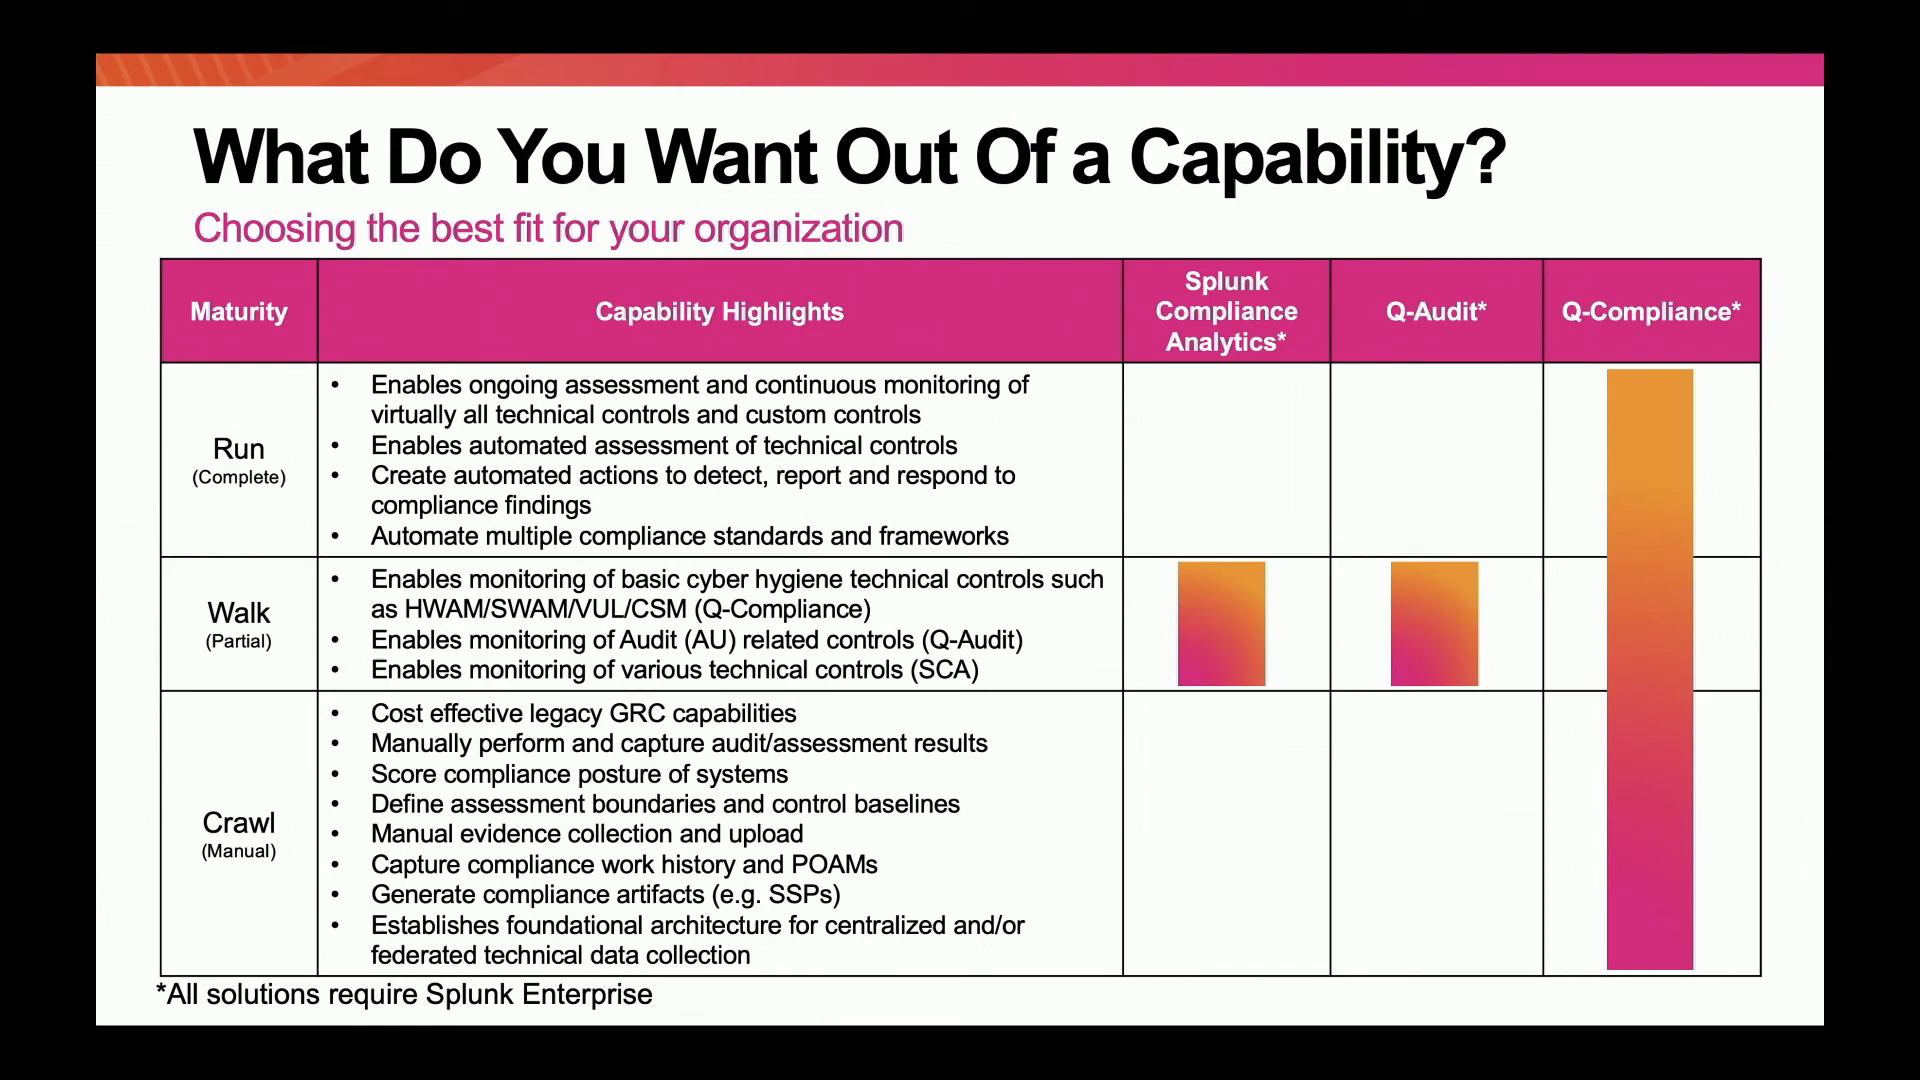 What Do You Want Out Of a Capability?
Choosing the best fit for your organization
Maturity
Capability Highlights
Splunk
Compliance
Analytics*
Q-Audit*
Q-Compliance*
Run
(Complete)
• Enables ongoing assessment and continuous monitoring of
virtually all technical controls and custom controls
• Enables automated assessment of technical controls
• Create automated actions to detect, report and respond to
compliance findings
• Automate multiple compliance standards and frameworks
Walk
(Partial)
• Enables monitoring of basic cyber hygiene technical controls such
as HWAM/SWAM/VUL/CSM (Q-Compliance)
• Enables monitoring of Audit (AU) related controls (Q-Audit)
• Enables monitoring of various technical controls (SCA)
Crawl
(Manual)
• Cost effective legacy GRC capabilities
• Manually perform and capture audit/assessment results
• Score compliance posture of systems
• Define assessment boundaries and control baselines
• Manual evidence collection and upload
• Capture compliance work history and POAMs
• Generate compliance artifacts (e.g. SSPs)
• Establishes foundational architecture for centralized and/or
federated technical data collection
*All solutions require Splunk Enterprise